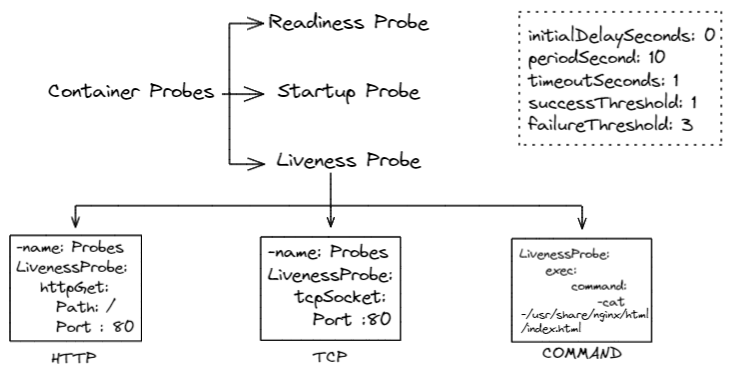 Readiness Probe
Container Probes
Startup Probe
Liveness Probe
initialDelaySeconds: 0
periodSecond: 10
timeoutSeconds: 1
successThreshold: 1
failureThreshold: 3
-name: Probes
LivenessProbe:
httpGet:
Path: /
Port : 80
HTTP
-name: Probes
LivenessProbe:
tcpSocket:
Port :80
TCP
LivenessProbe:
exec:
command:
-cat
-/usr/share/nginx/html
/index.html
COMMAND